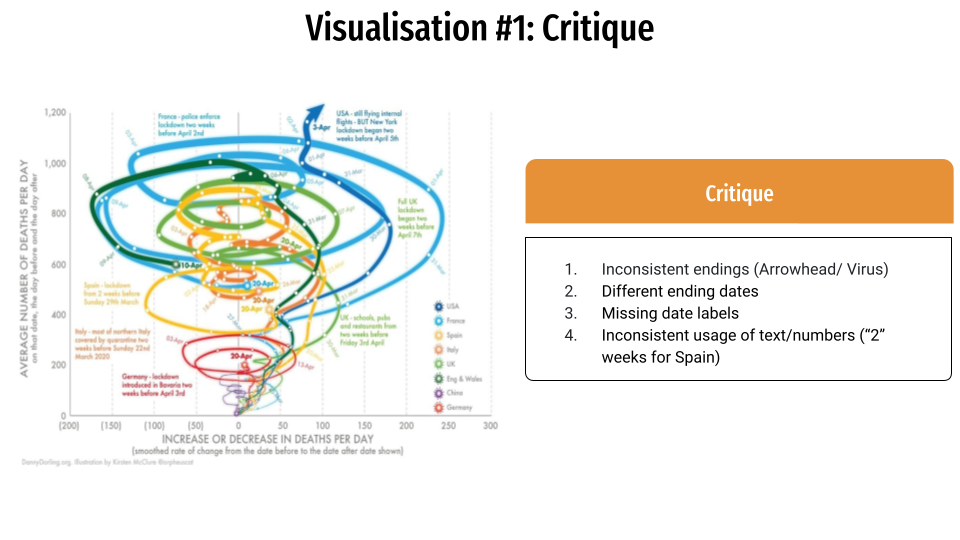 Visualisation #1: Critique
France - police enforce
lockdown two weeks
before April 2nd
USA - still flying internal
flights - BUT New York
lockdown began two
weeks before April 5th
3-Apr
Full UK
lockdown
began two
weeks before
April 7th
Spain - lockdown
from 2 weeks before
Sunday 29th March
Italy - most of northern Italy
covered by quarantine two
weeks before Sunday 22nd
March 2020
UK - schools, pubs
and restaurants from
two weeks before
Friday 3rd April
Germany - lockdown
introduced in Bavaria two
weeks before April 3rd
10-Apr
20-Apr
20-Apr
20-Apr
20-Apr
20-Apr
USA
France
Spain
Italy
UK
Eng & Wales
China
Germany
AVERAGE NUMBER OF DEATHS PER DAY
on that date, the day before and the day after
1,200
1,000
800
600
400
200
0
(200) (150) (100) (50) 0 50 100 150 200 250 300
INCREASE OR DECREASE IN DEATHS PER DAY
(smoothed rate of change from the date before to the date after date shown)
DannyDorling.org, illustration by Kirsten McClure @orpheuscat
Critique
1. Inconsistent endings (Arrowhead/ Virus)
2. Different ending dates
3. Missing date labels
4. Inconsistent usage of text/numbers (“2”
weeks for Spain)